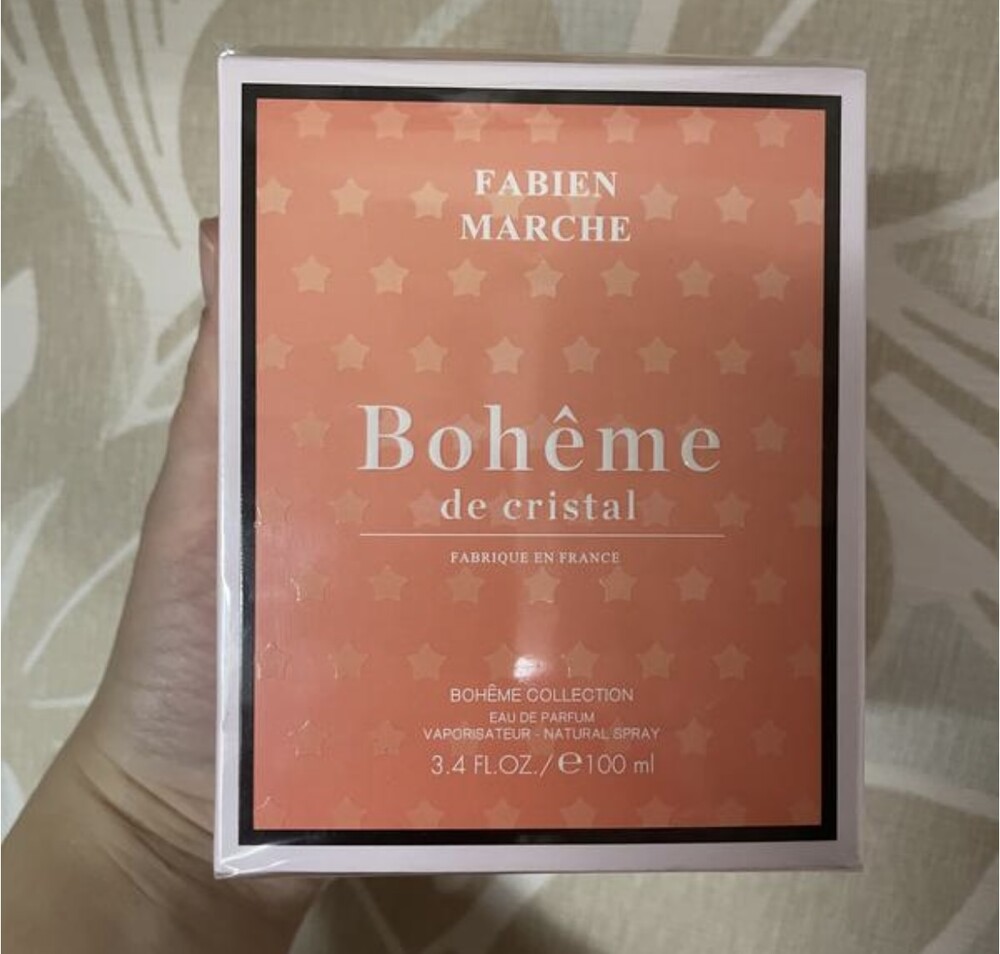 FABIEN
MARCHE
Bohême
de cristal
FABRIQUE EN FRANCE
BOHÊME COLLECTION
EAU DE PARFUM
VAPORISATEUR - NATURAL SPRAY
3.4 FL.OZ./℮100 ml